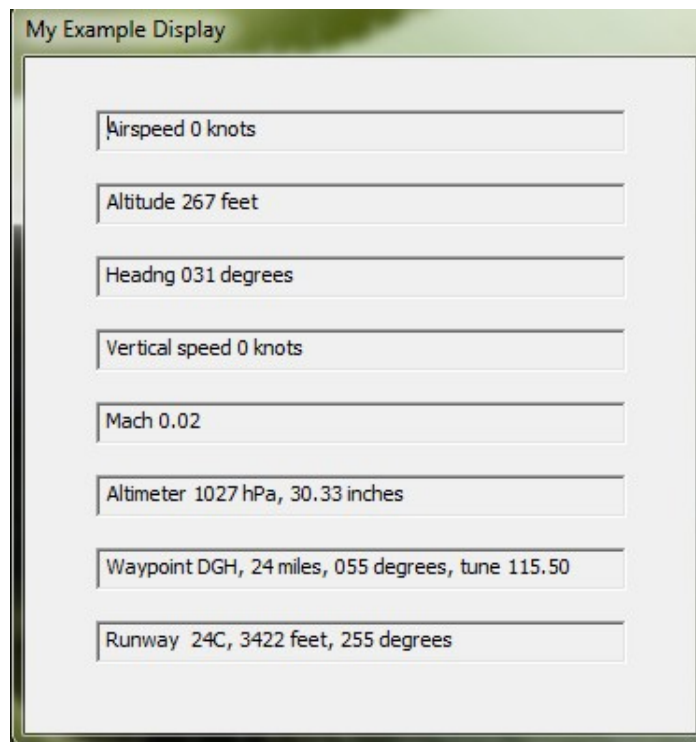 My Example Display
Airspeed 0 knots
Altitude 267 feet
Headng 031 degrees
Vertical speed 0 knots
Mach 0.02
Altimeter 1027 hPa, 30.33 inches
Waypoint DGH, 24 miles, 055 degrees, tune 115.50
Runway  24C, 3422 feet, 255 degrees